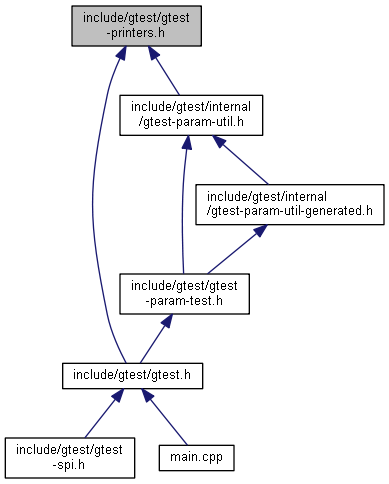 include/gtest/gtest
-printers.h
include/gtest/internal
/gtest-param-util.h
include/gtest/internal
/gtest-param-util-generated.h
include/gtest/gtest
-param-test.h
include/gtest/gtest.h
include/gtest/gtest
-spi.h
main.cpp